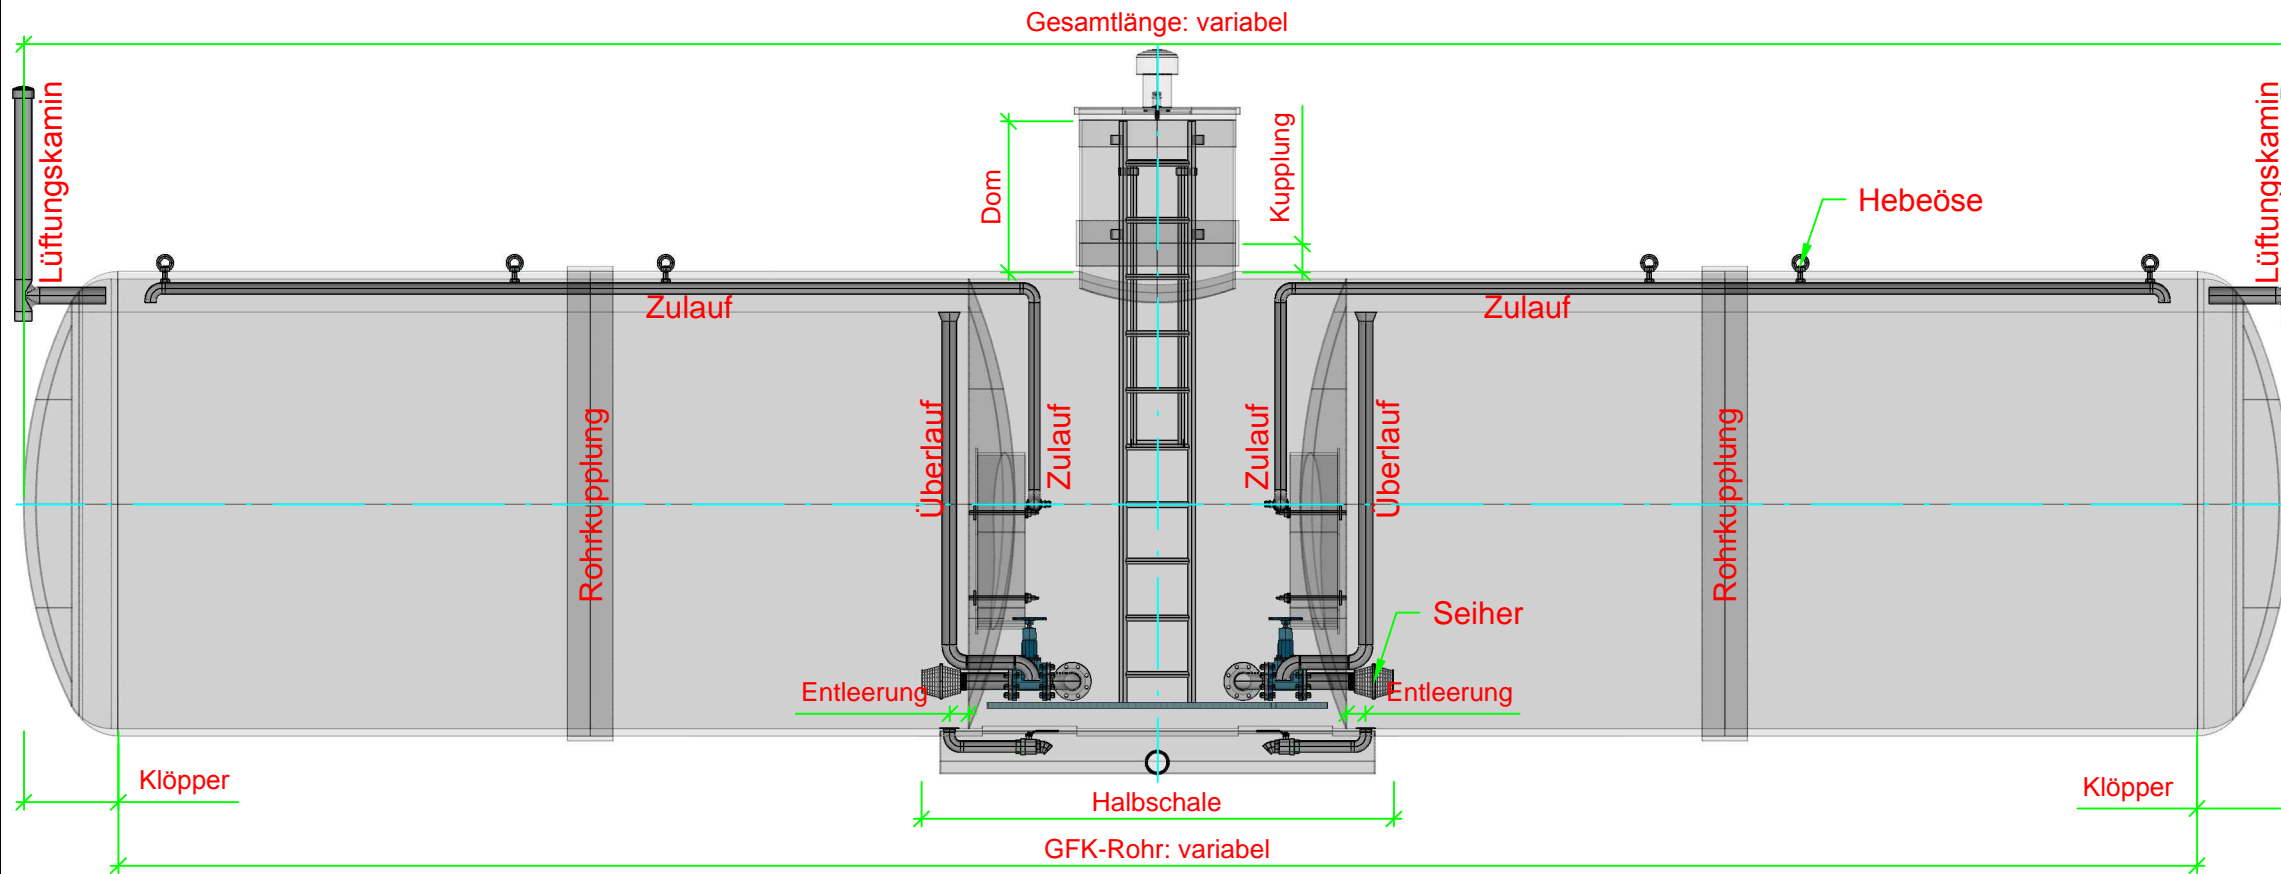 Gesamtlänge: variabel
Lüftungskamin
Lüftungskamin
Dom
Kupplung
Hebeöse
Zulauf
Zulauf
Rohrkupplung
Überlauf
Zulauf
Zulauf
Überlauf
Rohrkupplung
Seiher
Entleerung
Entleerung
Klöpper
Klöpper
Halbschale
GFK-Rohr: variabel